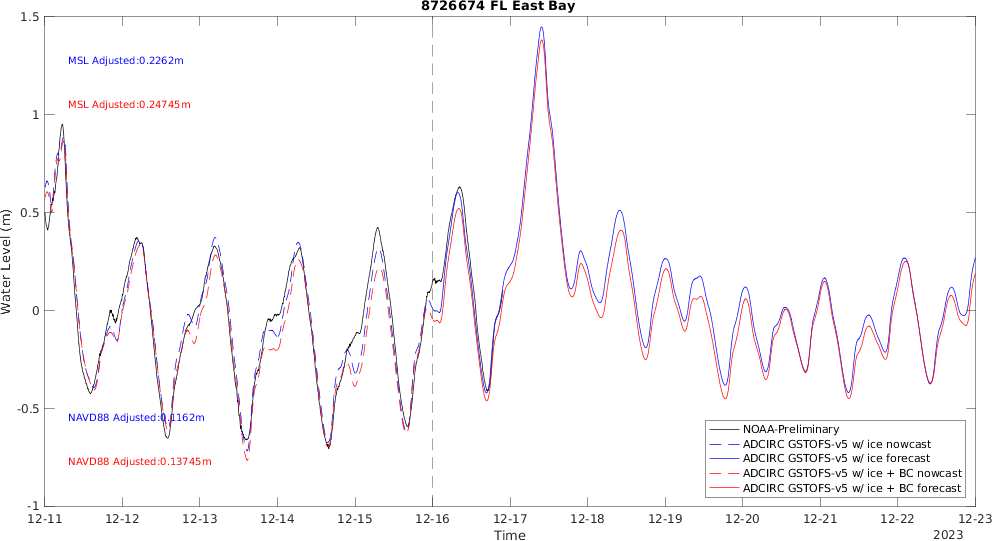 8726674 FL East Bay
1.5
MSL Adjusted:0.2262m
MSL Adjusted:0.24745m
1
0.5
Water Level (m)
0
-0.5
NAVD88 Adjusted:0.1162m
NAVD88 Adjusted:0.13745m
-1
NOAA-Preliminary
ADCIRC GSTOFS-v5 w/ ice nowcast
ADCIRC GSTOFS-v5 w/ ice forecast
ADCIRC GSTOFS-v5 w/ ice + BC nowcast
ADCIRC GSTOFS-v5 w/ ice + BC forecast
12-11 12-12 12-13 12-14 12-15 12-16 12-17 12-18 12-19 12-20 12-21 12-22 12-23
Time
2023